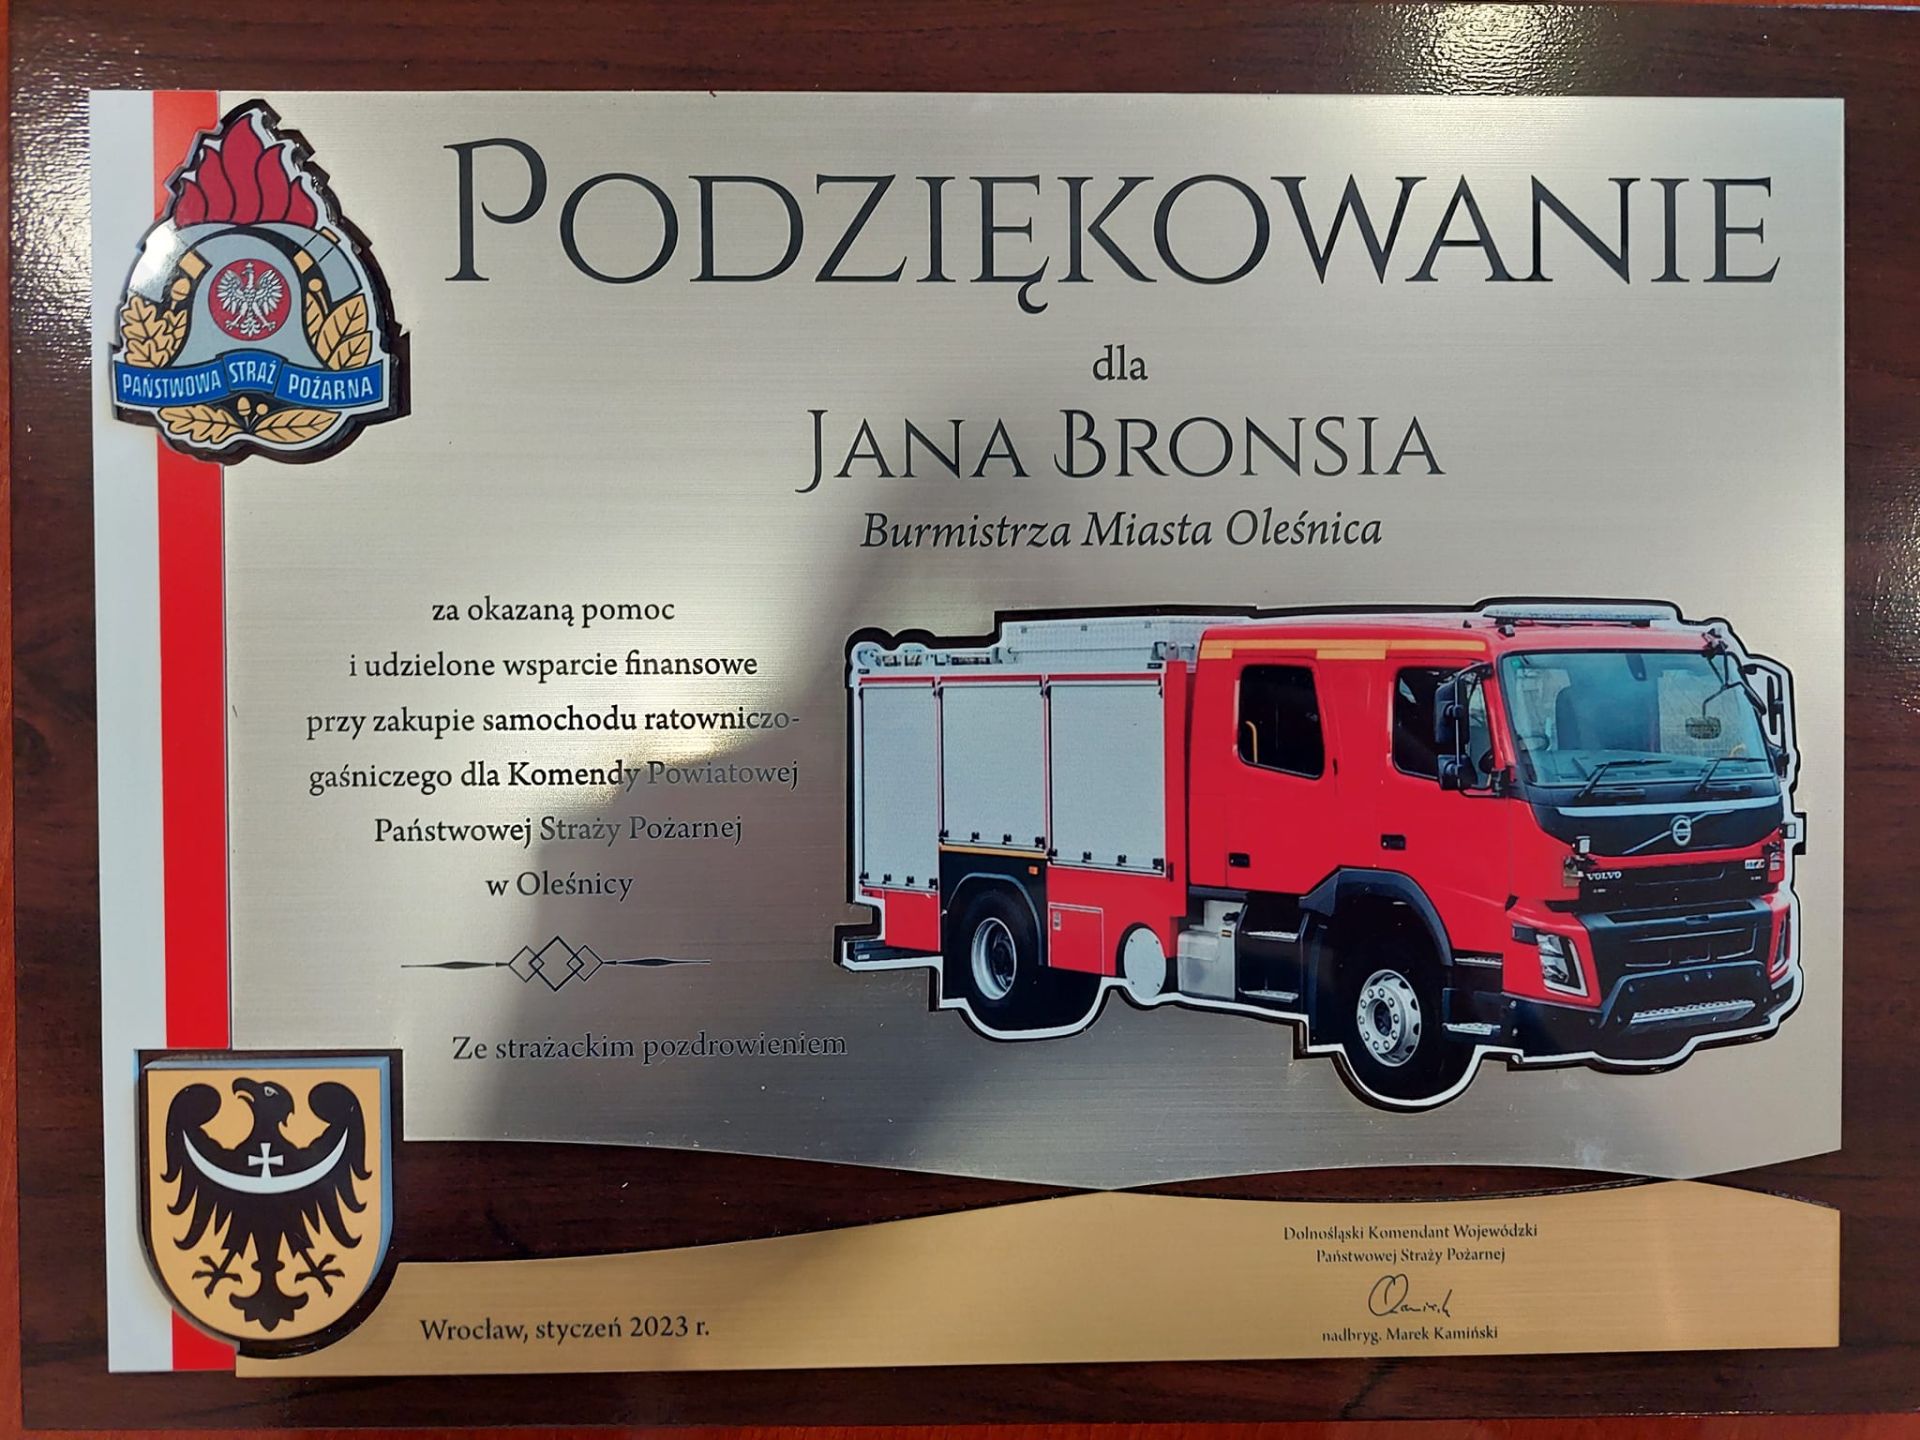 PODZIĘKOWANIE
PAŃSTWOWA STRAŻ POŻARNA
dla
JANA BRONSIA
Burmistrza Miasta Oleśnica
za okazaną pomoc
i udzielone wsparcie finansowe
przy zakupie samochodu ratowniczo-
gaśniczego dla Komendy Powiatowej
Państwowej Straży Pożarnej
w Oleśnicy
VOLVO
Ze strażackim pozdrowieniem
Dolnośląski Komendant Wojewódzki
Państwowej Straży Pożarnej
nadbryg. Marek Kamiński
Wrocław, styczeń 2023 r.